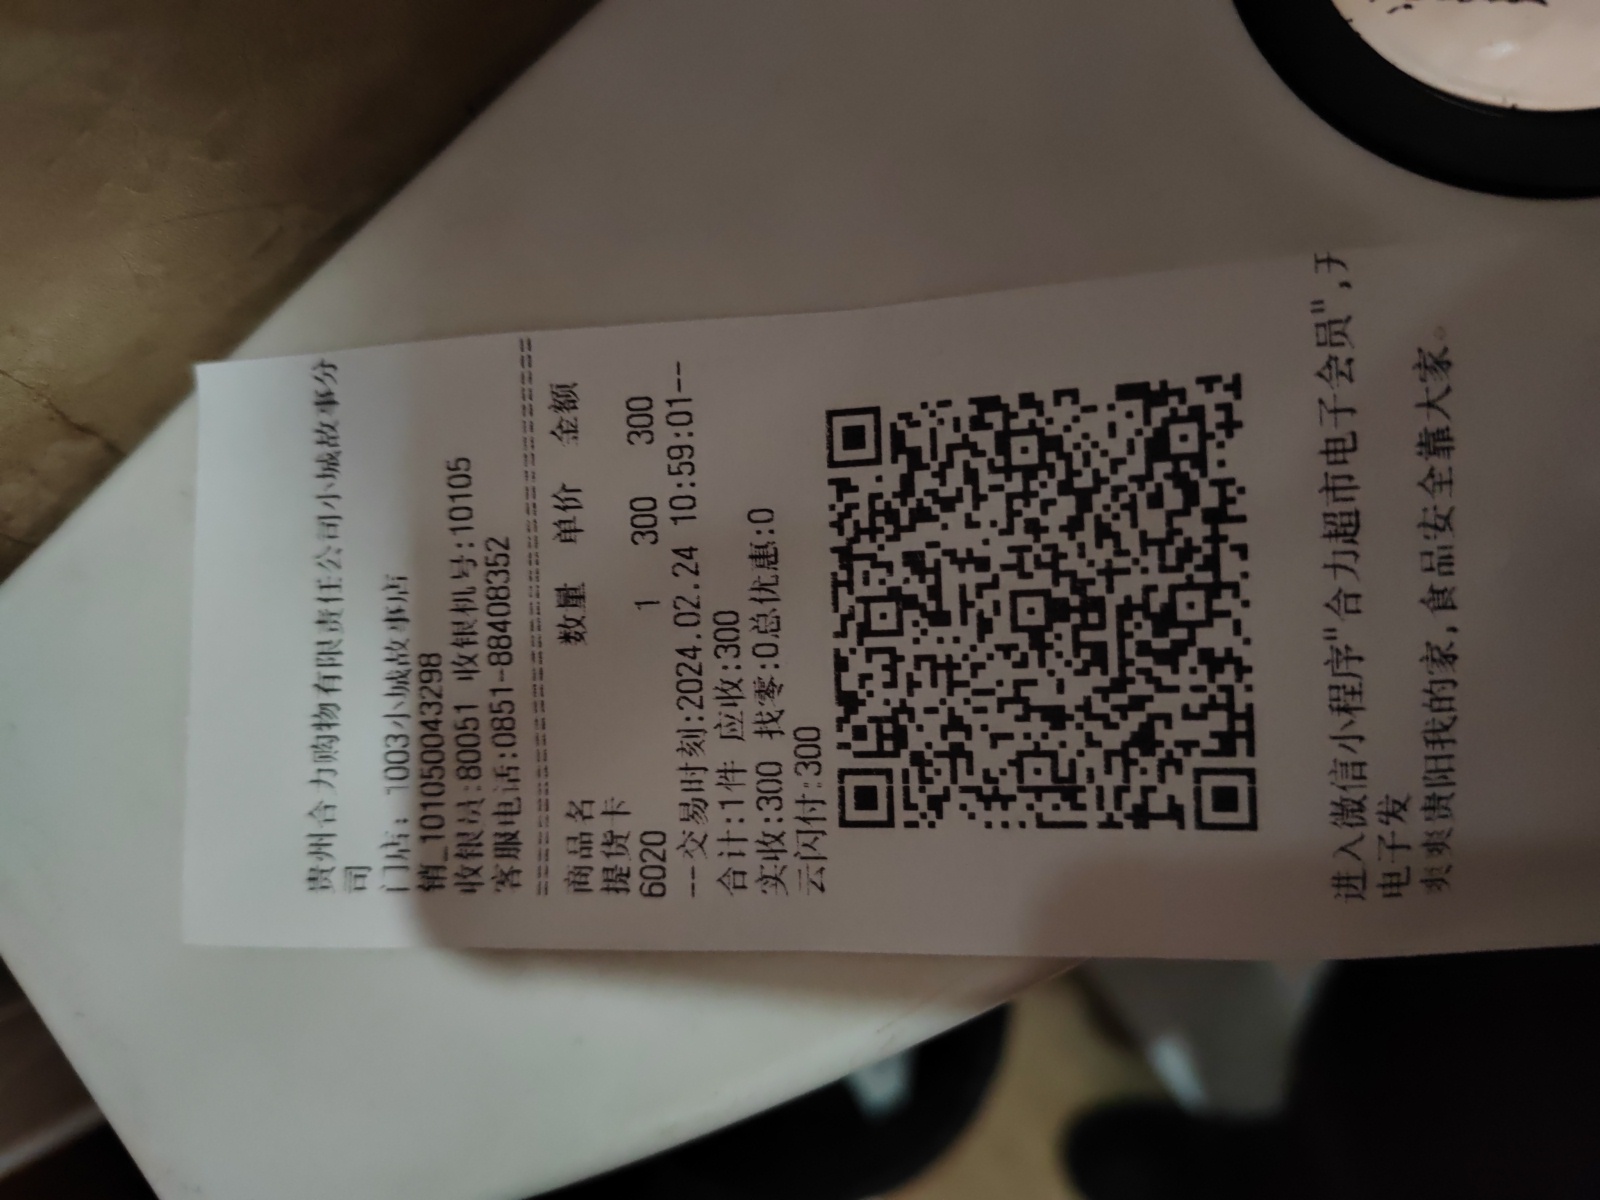 贵州合力购物有限责任公司小城故事分
司
门店: 1003小城故事店
销_101050043298
收银员:80051 收银机号:10105
客服电话:0851-88408352
商品名 数量 单价 金额
提货卡
6020 1 300 300
--交易时刻:2024.02.24 10:59:01--
合计:1件 应收:300
实收:300 找零:0总优惠:0
云闪付:300
进入微信小程序"合力超市电子会员",开
电子发
爽爽贵阳我的家,食品安全靠大家。